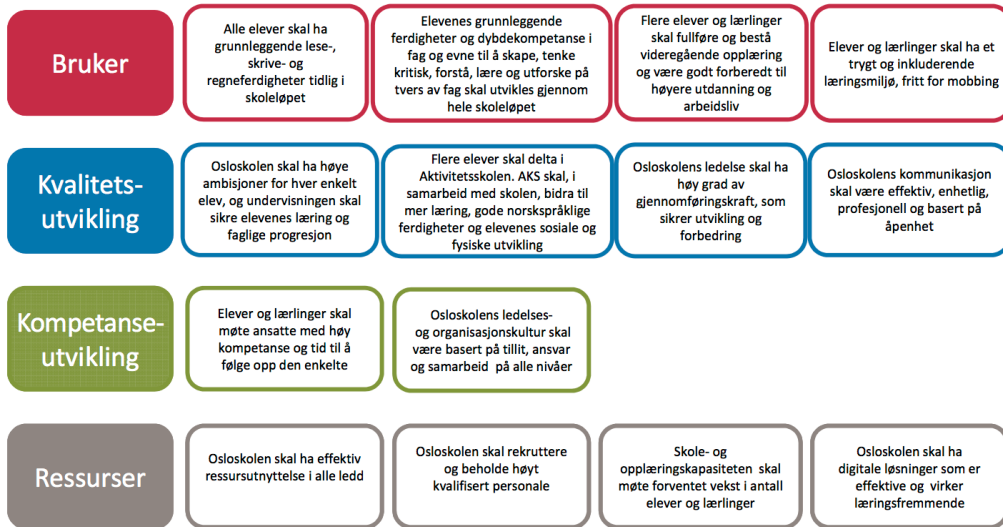 Bruker
Alle elever skal ha
grunnleggende lese-,
skrive- og
regneferdigheter tidlig i
skoleløpet
Elevenes grunnleggende
ferdigheter og dybdekompetanse
i fag og evne til å skape, tenke
kritisk, forstå, lære og utforske på
tvers av fag skal utvikles gjennom
hele skoleløpet
Flere elever og lærlinger
skal fullføre og bestå
videregående opplæring
og være godt forberedt til
høyere utdanning og
arbeidsliv
Elever og lærlinger skal ha et
trygt og inkluderende
læringsmiljø, fritt for mobbing
Kvalitets-
utvikling
Osloskolen skal ha høye
ambisjoner for hver enkelt
elev, og undervisningen skal
sikre elevenes læring og
faglige progresjon
Flere elever skal delta i
Aktivitetsskolen. AKS skal, i
samarbeid med skolen, bidra til
mer læring, gode norskspråklige
ferdigheter og elevenes sosiale og
fysiske utvikling
Osloskolens ledelse skal ha
høy grad av
gjennomføringskraft, som
sikrer utvikling og
forbedring
Osloskolens kommunikasjon
skal være effektiv, enhetlig,
profesjonell og basert på
åpenhet
Kompetanse-
utvikling
Elever og lærlinger skal
møte ansatte med høy
kompetanse og tid til å
følge opp den enkelte
Osloskolens ledelses-
og organisasjonskultur skal
være basert på tillit, ansvar
og samarbeid på alle nivåer
Ressurser
Osloskolen skal ha effektiv
ressursutnyttelse i alle ledd
Osloskolen skal rekruttere
og beholde høyt
kvalifisert personale
Skole- og
opplæringskapasiteten skal
møte forventet vekst i antall
elever og lærlinger
Osloskolen skal ha
digitale løsninger som er
effektive og virker
læringsfremmende